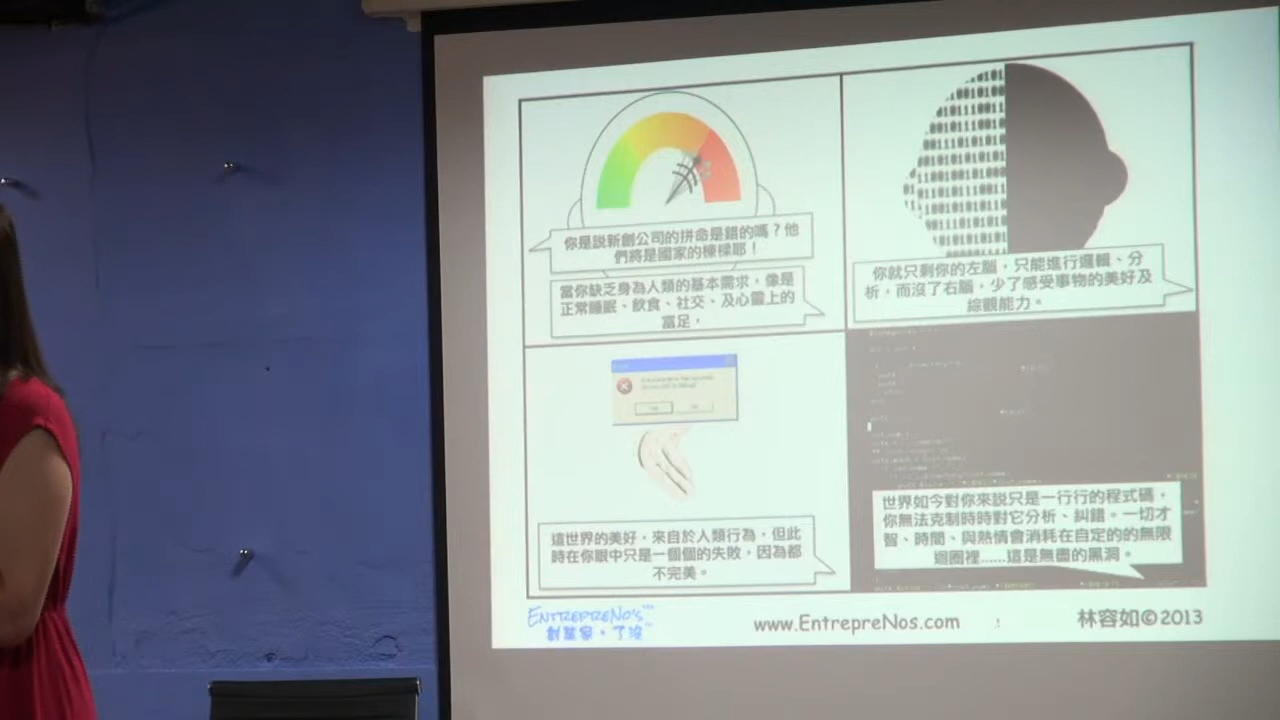 你是說新創公司的拼命是錯的嗎？他
們將是國家的棟樑耶！
當你缺乏身為人類的基本需求，像是
正常睡眠、飲食、社交、及心靈上的
富足，
你就只剩你的左腦，只能進行邏輯、分
析，而沒了右腦，少了感受事物的美好及
綜觀能力。
這世界的美好，來自於人類行為，但此
時在你眼中只是一個個的失敗，因為都
不完美。
世界如今對你來說只是一行行的程式碼，
你無法克制時時對它分析、糾錯。一切才
智、時間、與熱情會消耗在自定的的無限
迴圈裡......這是無盡的黑洞。
ENTREPRENO'S
創業家。了沒
www.EntrepreNos.com
林容如©2013